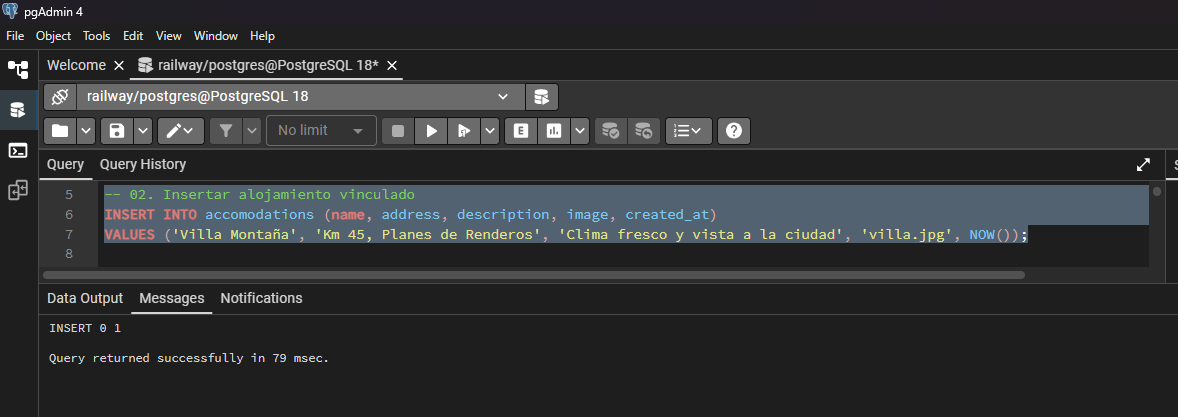 pgAdmin 4
File Object Tools Edit View Window Help
Welcome railway/postgres@PostgreSQL 18*
railway/postgres@PostgreSQL 18
No limit
E
Query Query History
5 -- 02. Insertar alojamiento vinculado
6 INSERT INTO accomodations (name, address, description, image, created_at)
7 VALUES ('Villa Montaña', 'Km 45, Planes de Renderos', 'Clima fresco y vista a la ciudad', 'villa.jpg', NOW());
8
Data Output Messages Notifications
INSERT 0 1
Query returned successfully in 79 msec.